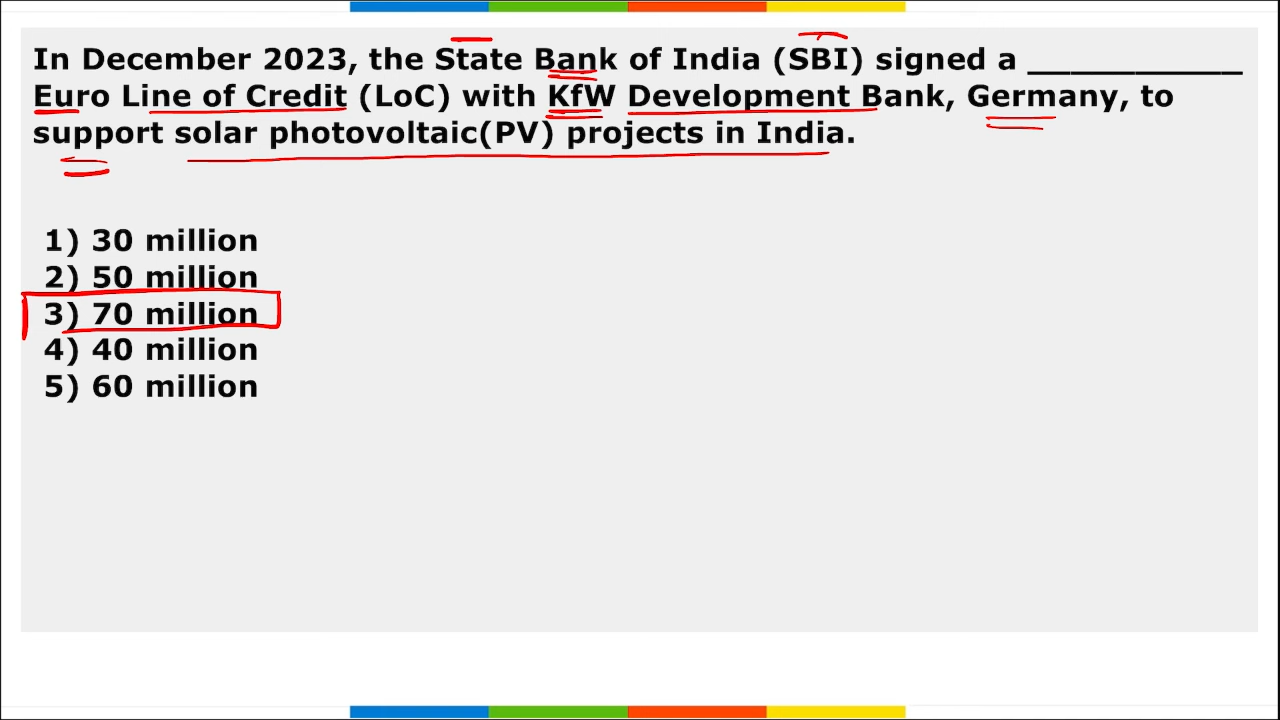 In December 2023, the State Bank of India (SBI) signed a _____________
Euro Line of Credit (LoC) with KfW Development Bank, Germany, to
support solar photovoltaic(PV) projects in India.
1) 30 million
2) 50 million
3) 70 million
4) 40 million
5) 60 million